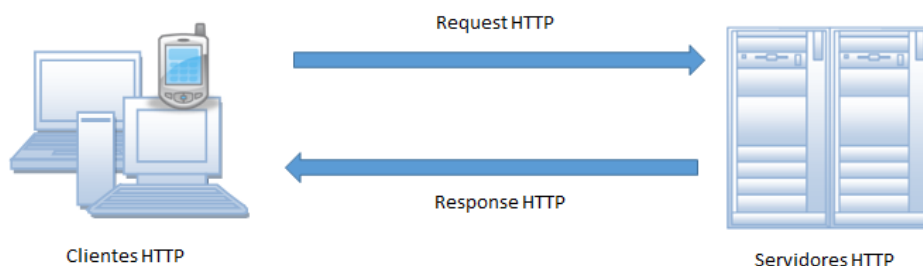 Request HTTP
Response HTTP
Clientes HTTP
Servidores HTTP